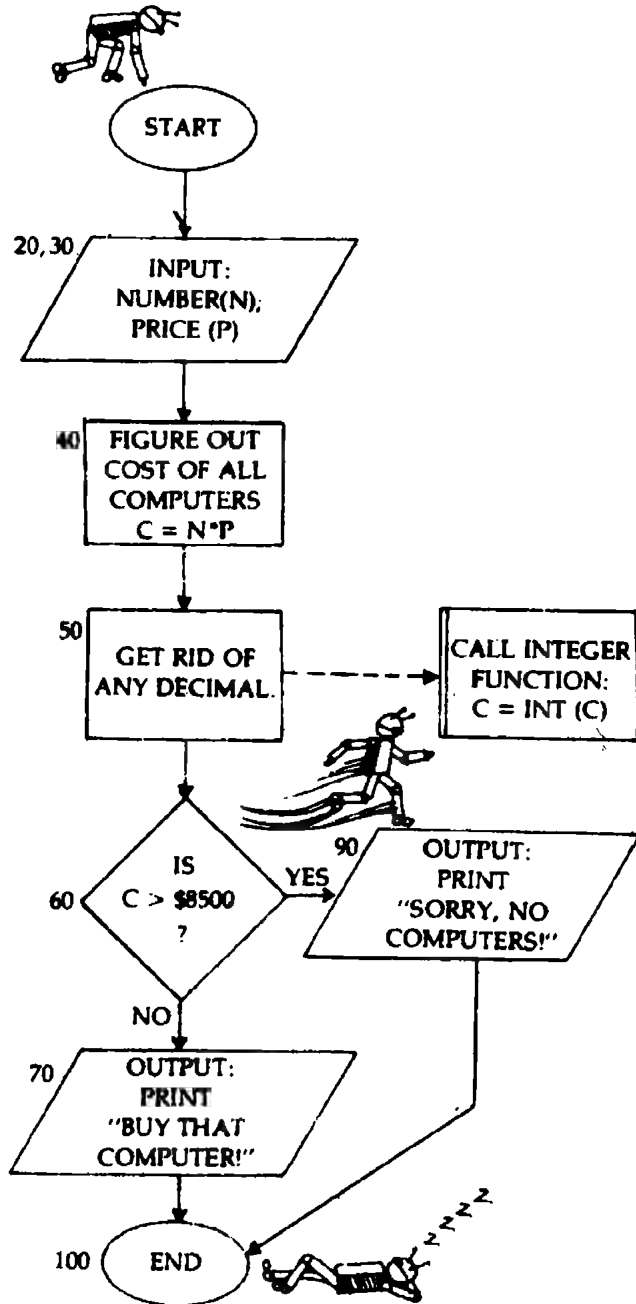 START
20, 30
INPUT:
NUMBER(N);
PRICE (P)
40
FIGURE OUT
COST OF ALL
COMPUTERS
C = N*P
50
GET RID OF
ANY DECIMAL.
CALL INTEGER
FUNCTION:
C = INT (C)
60
IS
C > $8500
?
YES
90
OUTPUT:
PRINT
"SORRY, NO
COMPUTERS!"
NO
70
OUTPUT:
PRINT
"BUY THAT
COMPUTER!"
100
END
z z z z z